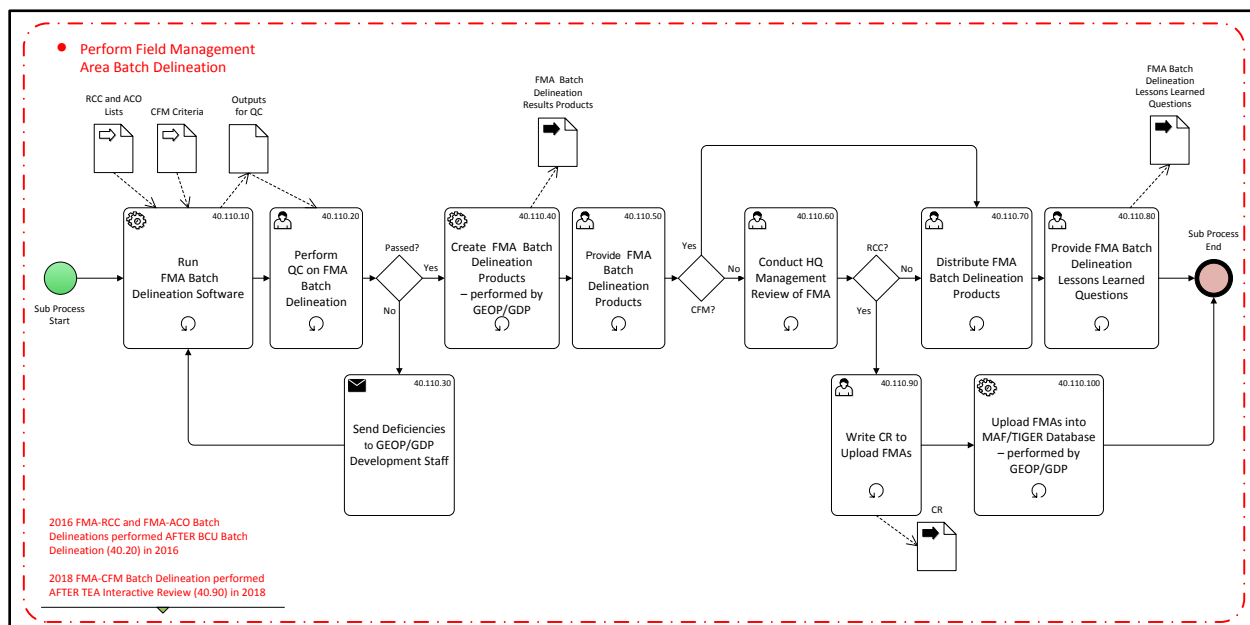 Perform Field Management
Area Batch Delineation
RCC and ACO
Lists
CFM Criteria
Outputs
for QC
FMA Batch
Delineation
Results Products
FMA Batch
Delineation
Lessons Learned
Questions
Sub Process
Start
40.110.10
Run
FMA Batch
Delineation Software
40.110.20
Perform
QC on FMA
Batch
Delineation
Passed?
Yes
No
40.110.40
Create FMA Batch
Delineation
Products
– performed by
GEOP/GDP
40.110.50
Provide FMA
Batch
Delineation
Products
Yes
No
CFM?
40.110.60
Conduct HQ
Management
Review of FMA
RCC?
No
Yes
40.110.70
Distribute FMA
Batch Delineation
Products
40.110.80
Provide FMA Batch
Delineation
Lessons Learned
Questions
Sub Process
End
40.110.30
Send Deficiencies
to GEOP/GDP
Development Staff
40.110.90
Write CR to
Upload FMAs
40.110.100
Upload FMAs into
MAF/TIGER Database
– performed by
GEOP/GDP
CR
2016 FMA-RCC and FMA-ACO Batch
Delineations performed AFTER BCU Batch
Delineation (40.20) in 2016
2018 FMA-CFM Batch Delineation performed
AFTER TEA Interactive Review (40.90) in 2018